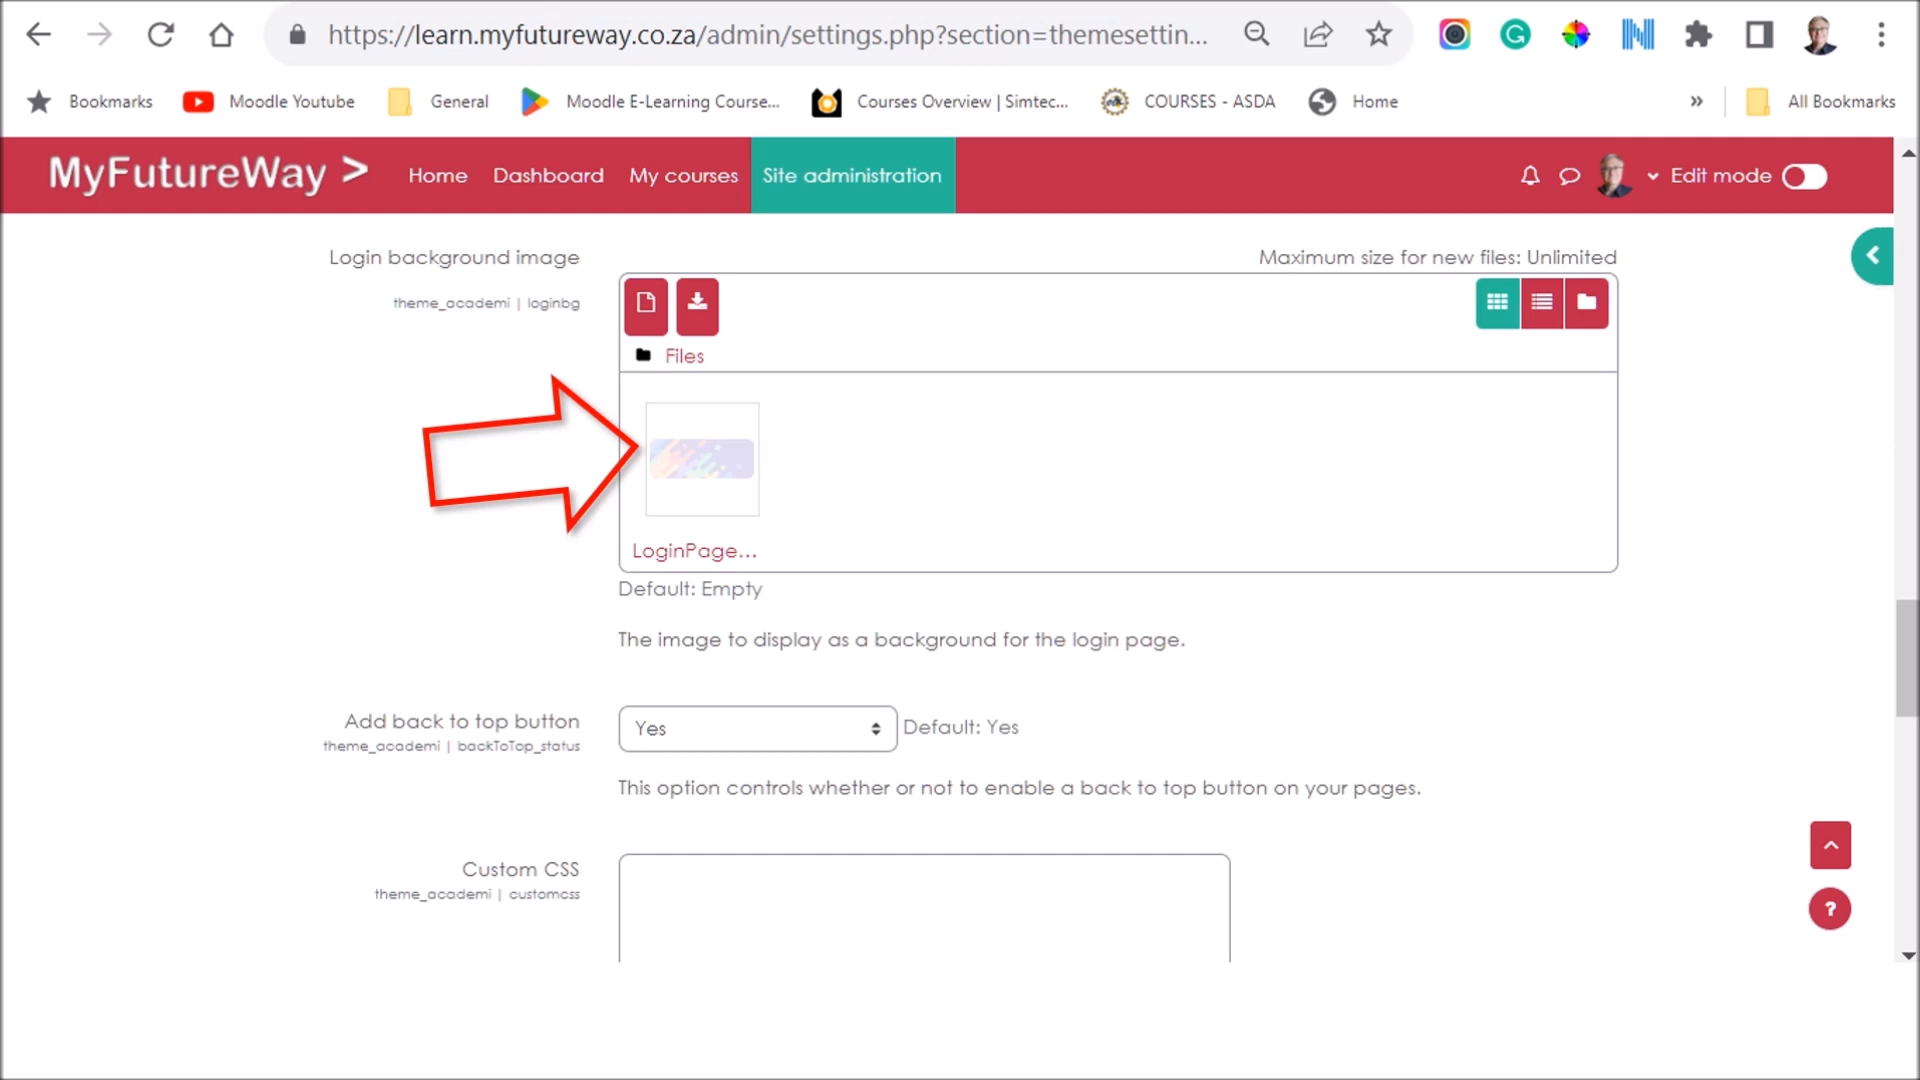 https://learn.myfutureway.co.za/admin/settings.php?section=themesettin...
Bookmarks
Moodle Youtube
General
Moodle E-Learning Course...
Courses Overview | Simtec...
COURSES - ASDA
Home
»
All Bookmarks
MyFutureWay >
Home
Dashboard
My courses
Site administration
Edit mode
Login background image
Maximum size for new files: Unlimited
theme_academi | loginbg
Files
LoginPage...
Default: Empty
The image to display as a background for the login page.
Add back to top button
Yes
Default: Yes
theme_academi | backToTop_status
This option controls whether or not to enable a back to top button on your pages.
Custom CSS
theme_academi | customcss
?